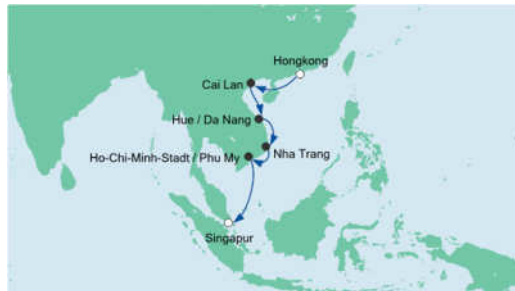 Hongkong
Cai Lan
Hue / Da Nang
Ho-Chi-Minh-Stadt / Phu My
Nha Trang
Singapur